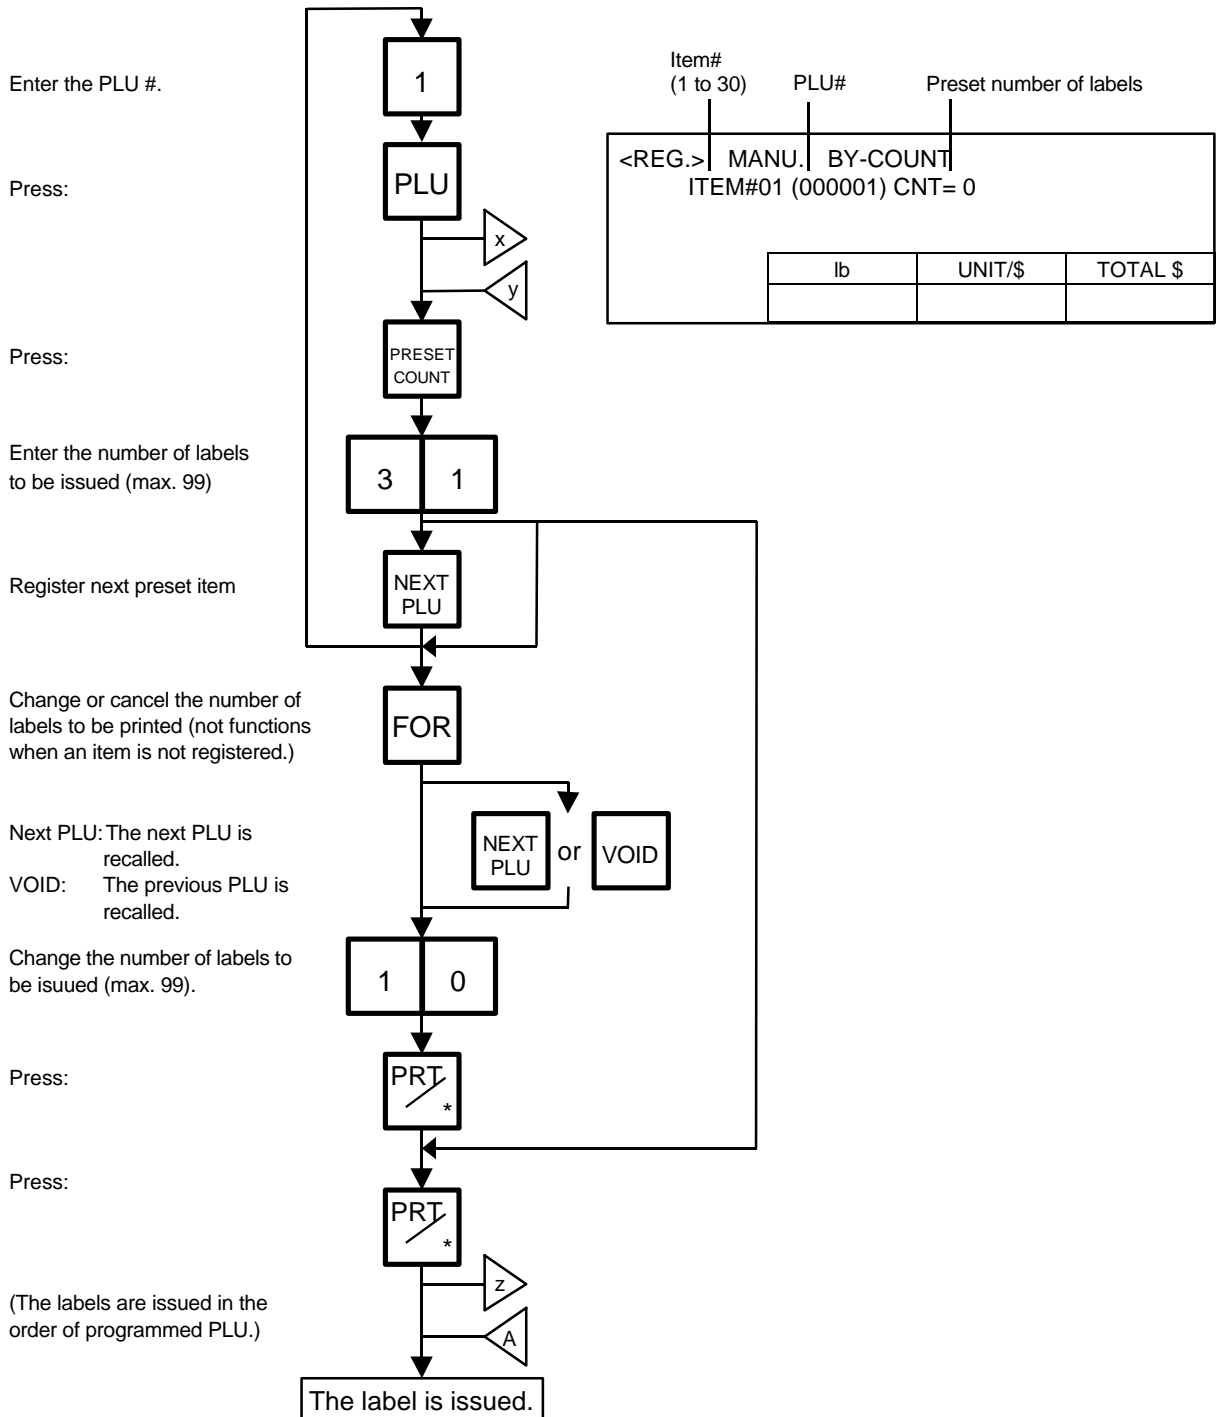 Enter the PLU #.
1
Item#
(1 to 30)
PLU#
Preset number of labels
<REG.> MANU. BY-COUNT
ITEM#01 (000001) CNT= 0
lb
UNIT/$
TOTAL $
Press:
PLU
x
y
Press:
PRESET
COUNT
Enter the number of labels
to be issued (max. 99)
3 1
Register next preset item
NEXT
PLU
Change or cancel the number of
labels to be printed (not functions
when an item is not registered.)
FOR
Next PLU: The next PLU is
recalled.
VOID: The previous PLU is
recalled.
NEXT
PLU
or
VOID
Change the number of labels to
be isuued (max. 99).
1 0
Press:
PRT
*
Press:
PRT
*
z
(The labels are issued in the
order of programmed PLU.)
A
The label is issued.